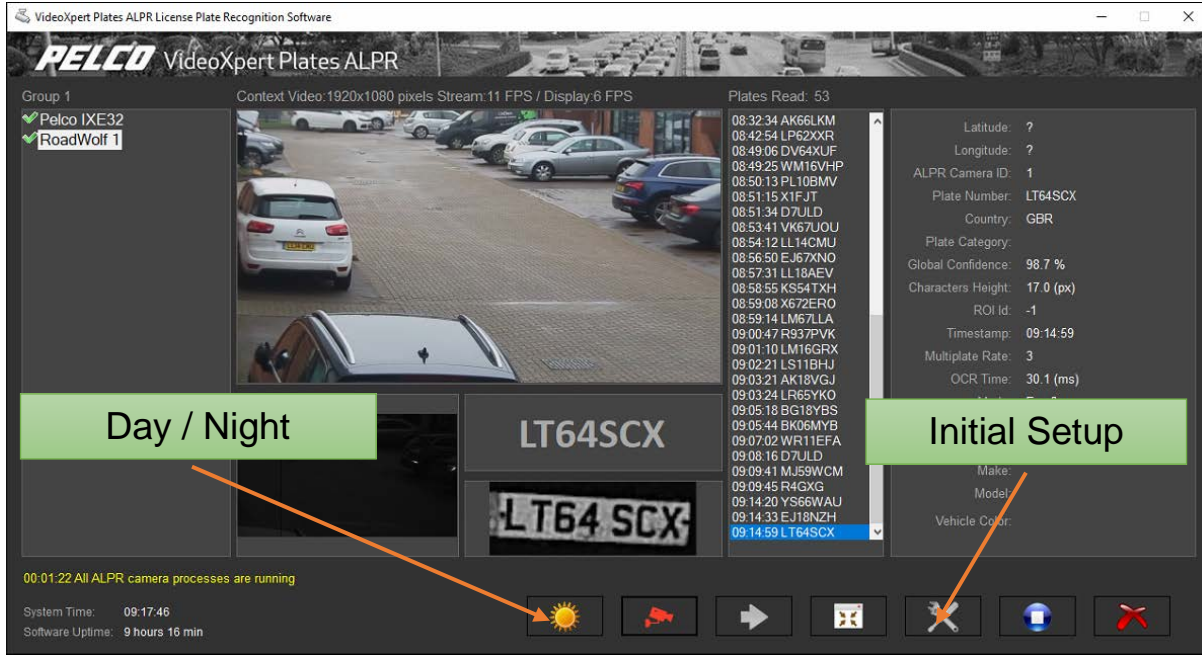 VideoXpert Plates ALPR License Plate Recognition Software
PELCO VideoXpert Plates ALPR
Group 1
Context Video:1920x1080 pixels Stream:11 FPS / Display:6 FPS
Plates Read: 53
Pelco IXE32
RoadWolf 1
08:32:34 AK66LKM
08:42:54 LP62XXR
08:49:06 DV64XUF
08:49:25 WM16VHP
08:50:13 PL10BMV
08:51:15 X1FJT
08:51:34 D7ULD
08:53:41 VK67UOU
08:54:12 LL14CMU
08:56:50 EJ67XNO
08:57:31 LL18AEV
08:58:55 KS54TXH
08:59:08 X672ERO
08:59:14 LM67LLA
09:00:47 R937PVK
09:01:10 LM16GRX
09:02:21 LS11BHJ
09:03:21 AK18VGJ
09:03:24 LR65YKO
09:05:18 BG18YBS
09:05:44 BK06MYB
09:07:02 WR11EFA
09:08:16 D7ULD
09:09:41 MJ59WCM
09:09:45 R4GXG
09:14:20 YS66WAU
09:14:33 EJ18NZH
09:14:59 LT64SCX
Latitude: ?
Longitude: ?
ALPR Camera ID: 1
Plate Number: LT64SCX
Country: GBR
Plate Category:
Global Confidence: 98.7 %
Characters Height: 17.0 (px)
ROI Id: -1
Timestamp: 09:14:59
Multiplate Rate: 3
OCR Time: 30.1 (ms)
Make:
Model:
Vehicle Color:
Day / Night
Initial Setup
LT64SCX
LT64 SCX
00:01:22 All ALPR camera processes are running
System Time: 09:17:46
Software Uptime: 9 hours 16 min